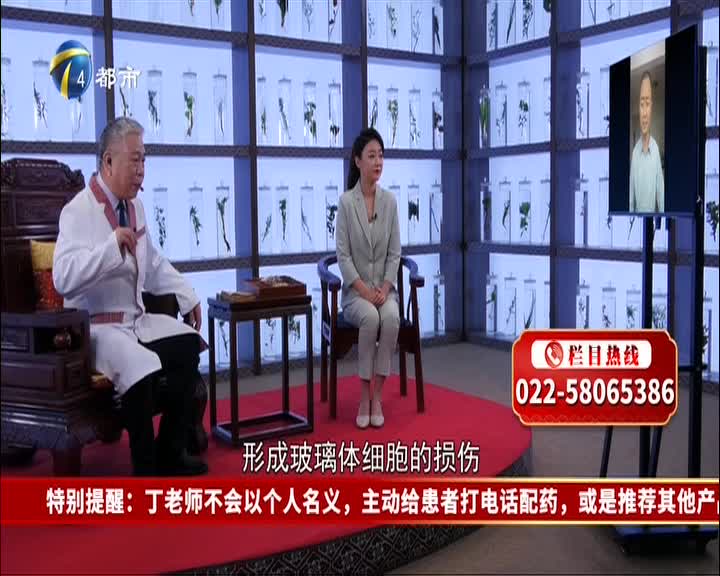 4 都市
栏目热线
022-58065386
形成玻璃体细胞的损伤
特别提醒：丁老师不会以个人名义，主动给患者打电话配药，或是推荐其他产品